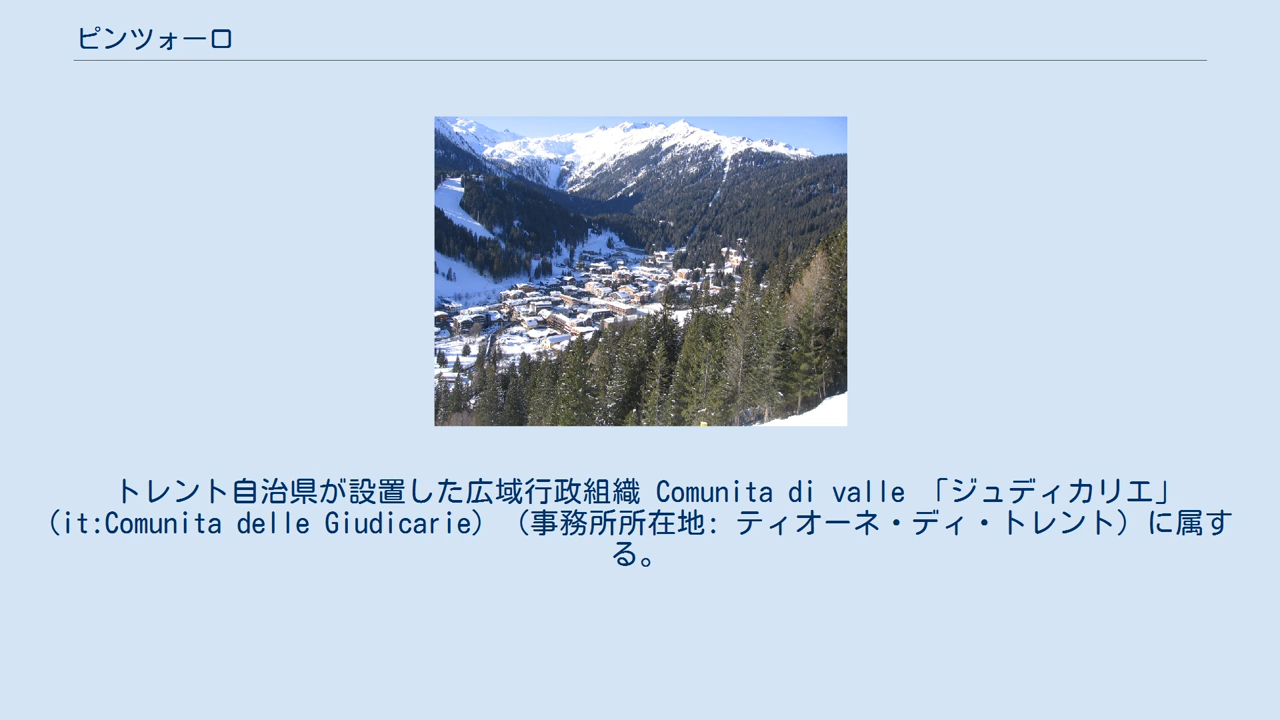 ピンツォーロ
トレント自治県が設置した広域行政組織 Comunita di valle 「ジュディカリエ」
（it:Comunita delle Giudicarie）（事務所所在地: ティオーネ・ディ・トレント）に属す
る。